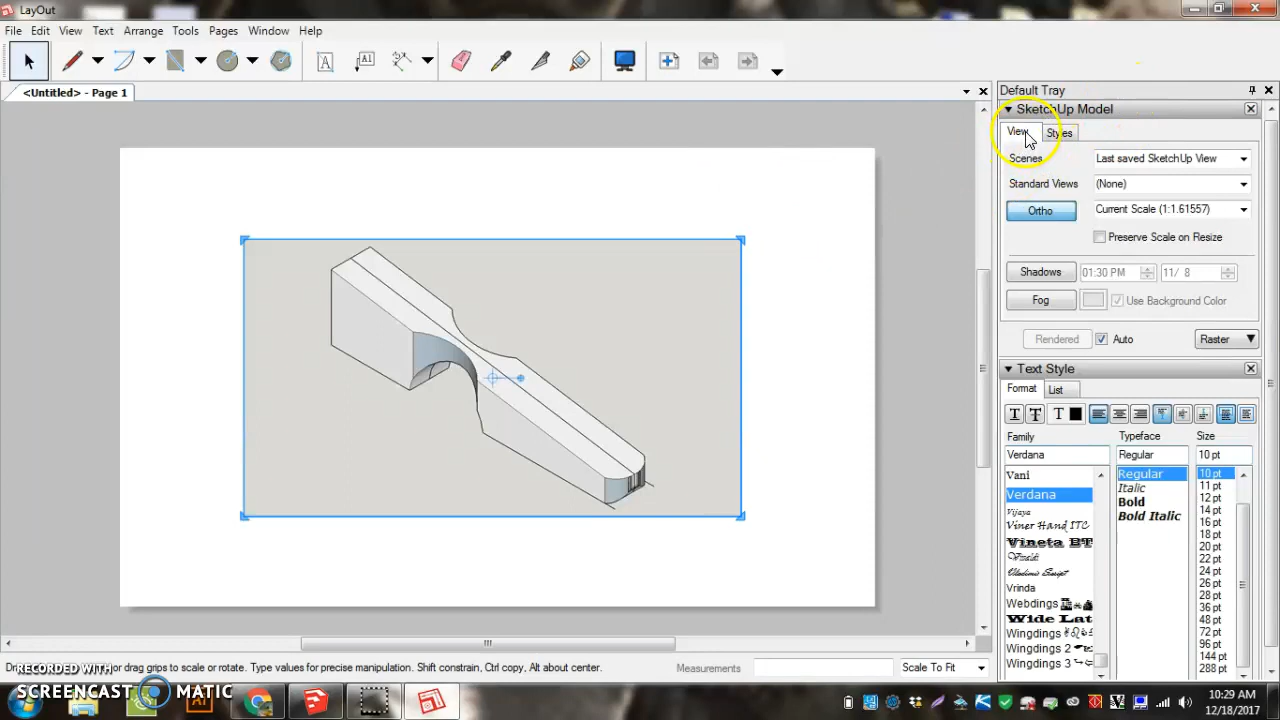 LayOut
File Edit View Text Arrange Tools Pages Window Help
A A1
<Untitled> - Page 1
Default Tray
SketchUp Model
View Styles
Scenes Last saved SketchUp View
Standard Views (None)
Ortho Current Scale (1:1.61557)
Preserve Scale on Resize
Shadows 01:30 PM 11/ 8
Fog Use Background Color
Rendered Auto Raster
Text Style
Format List
T T T
Family Typeface Size
Verdana Regular 10 pt
Vani Regular 10 pt
Verdana Italic 11 pt
Vijaya Bold 12 pt
Viner Hand ITC Bold Italic 14 pt
Vineta BT 16 pt
Vivaldi 18 pt
Vladimir Script 20 pt
Vrinda 22 pt
Webdings 24 pt
Wide Lat 26 pt
Wingdings 28 pt
Wingdings 2 36 pt
Wingdings 3 48 pt
72 pt
96 pt
144 pt
288 pt
or drag grips to scale or rotate. Type values for precise manipulation. Shift constrain, Ctrl copy, Alt about center. Measurements Scale To Fit
RECORDED WITH
SCREENCAST MATIC
Ai
10:29 AM
12/18/2017